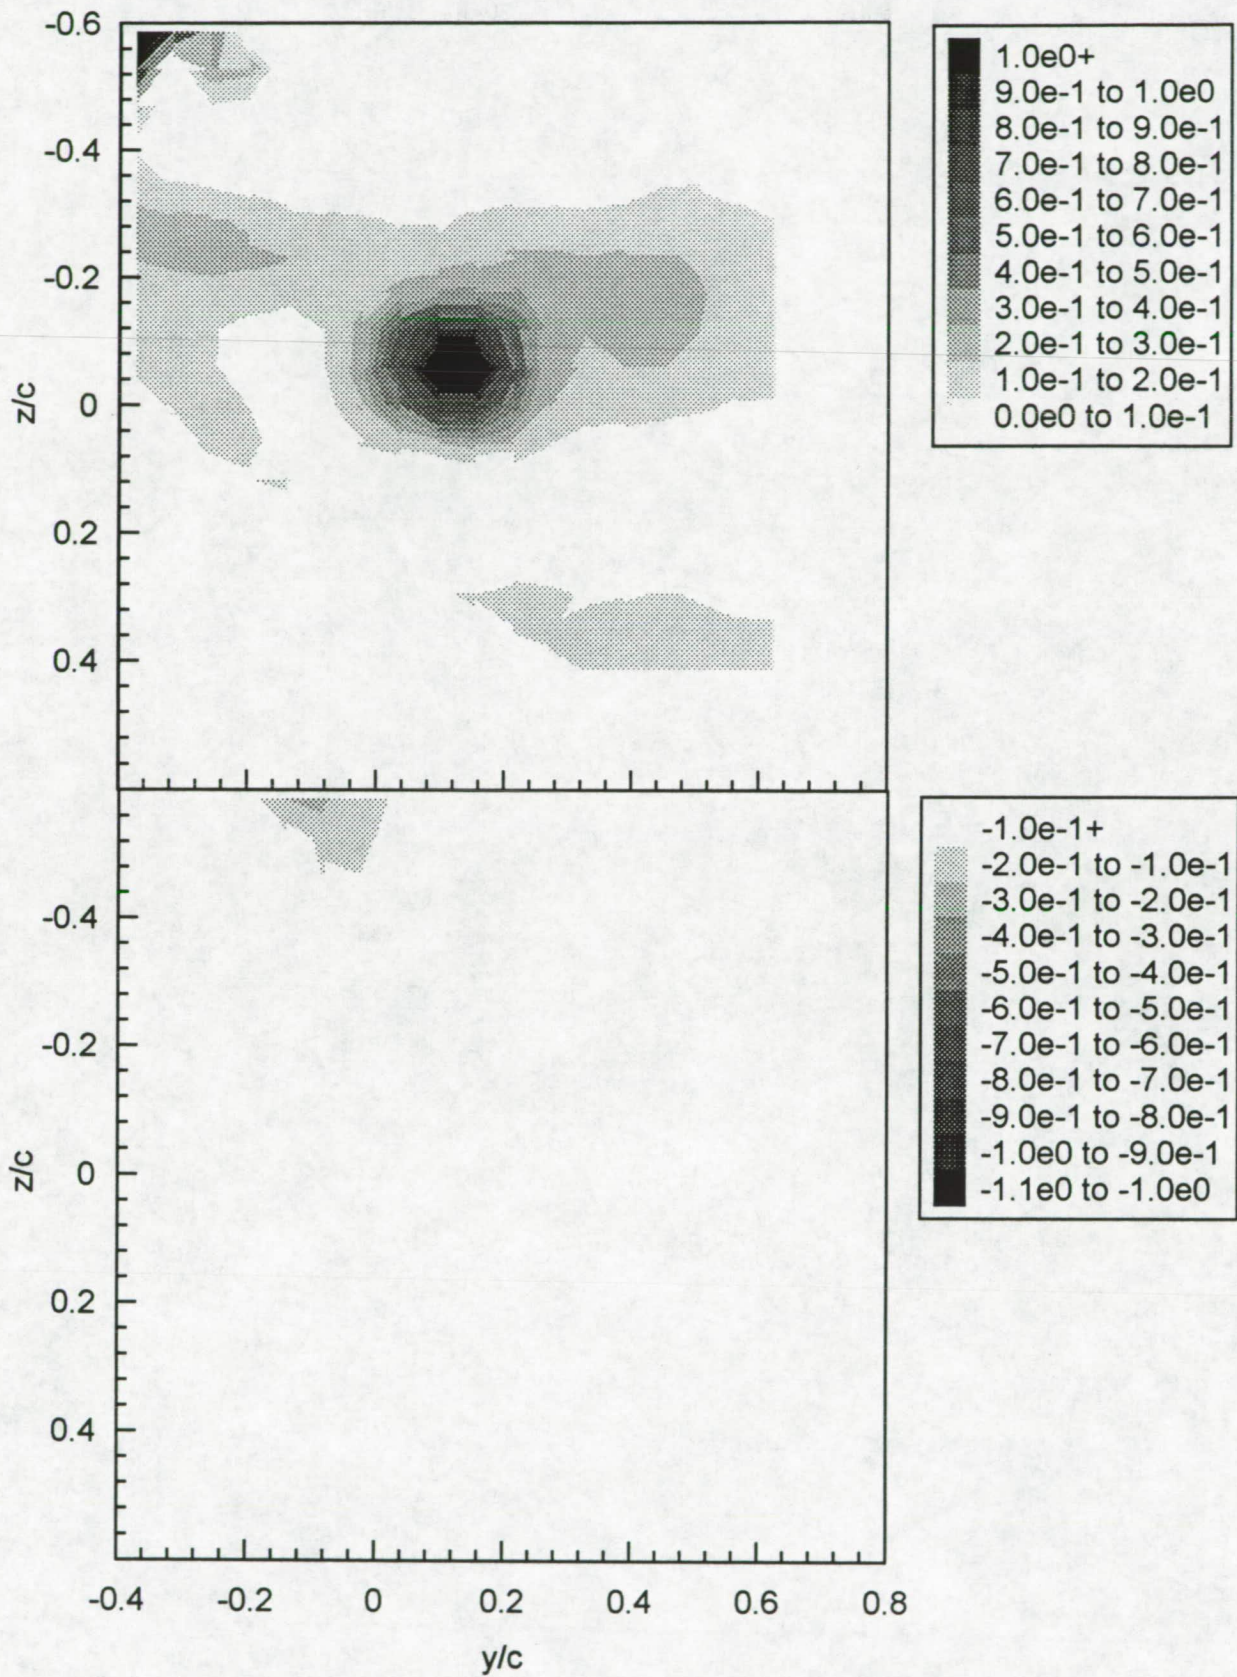 -0.6
-0.4
-0.2
0
0.2
0.4
z/c
1.0e0+
9.0e-1 to 1.0e0
8.0e-1 to 9.0e-1
7.0e-1 to 8.0e-1
6.0e-1 to 7.0e-1
5.0e-1 to 6.0e-1
4.0e-1 to 5.0e-1
3.0e-1 to 4.0e-1
2.0e-1 to 3.0e-1
1.0e-1 to 2.0e-1
0.0e0 to 1.0e-1
-0.4
-0.2
0
0.2
0.4
z/c
-1.0e-1+
-2.0e-1 to -1.0e-1
-3.0e-1 to -2.0e-1
-4.0e-1 to -3.0e-1
-5.0e-1 to -4.0e-1
-6.0e-1 to -5.0e-1
-7.0e-1 to -6.0e-1
-8.0e-1 to -7.0e-1
-9.0e-1 to -8.0e-1
-1.0e0 to -9.0e-1
-1.1e0 to -1.0e0
-0.4 -0.2 0 0.2 0.4 0.6 0.8
y/c